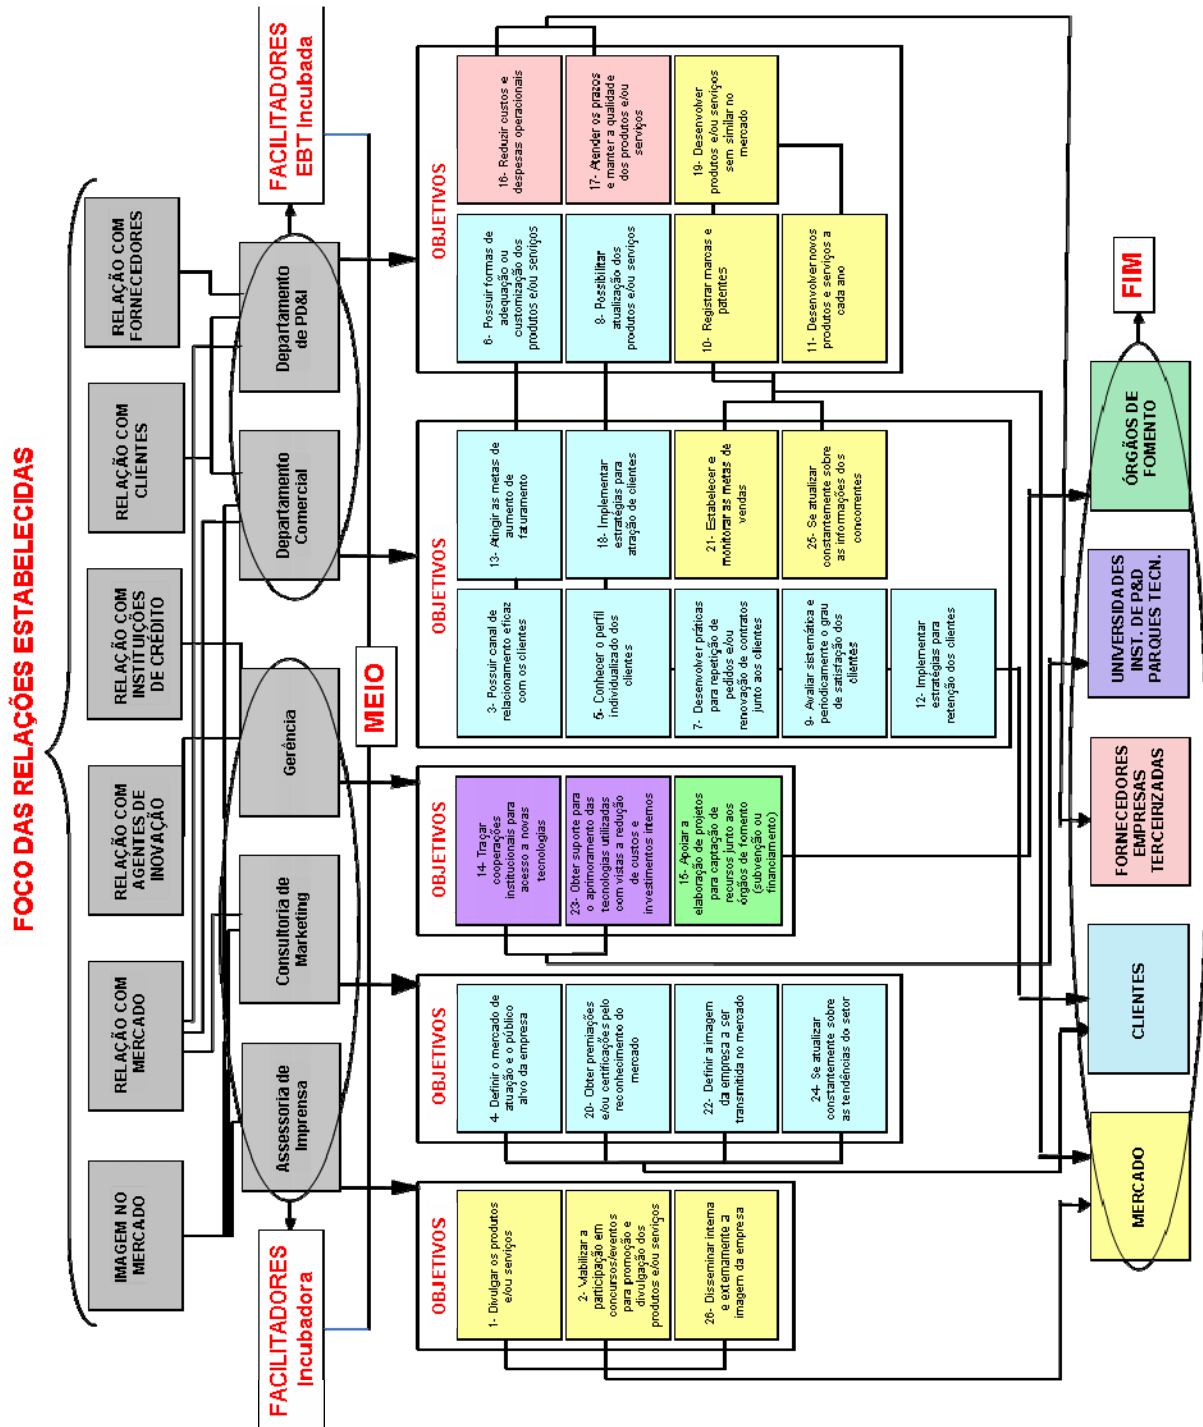 FOCO DAS RELAÇÕES ESTABELECIDAS
IMAGEM NO
MERCADO
RELAÇÃO COM
MERCADO
RELAÇÃO COM
AGENTES DE
INOVAÇÃO
RELAÇÃO COM
INSTITUIÇÕES
DE CRÉDITO
RELAÇÃO COM
CLIENTES
RELAÇÃO COM
FORNECEDORES
FACILITADORES
Incubadora
Assessoria de
Imprensa
Consultoria de
Marketing
Gerência
Departamento
Comercial
Departamento
de PD&I
FACILITADORES
EBT Incubada
MEIO
OBJETIVOS
1- Divulgar os produtos
e/ou serviços
2- Viabilizar a
participação em
concursos/eventos
para promoção e
divulgação dos
produtos e/ou serviços
26- Disseminar interna
e externamente a
imagem da empresa
OBJETIVOS
4- Definir o mercado de
atuação e o público
alvo da empresa
20- Obter premiações
e/ou certificações pelo
reconhecimento do
mercado
22- Definir a imagem
da empresa a ser
transmitida no mercado
24- Se atualizar
constantemente sobre
as tendências do setor
OBJETIVOS
14- Traçar
cooperações
institucionais para
acesso a novas
tecnologias
23- Obter suporte para
o aprimoramento das
tecnologias utilizadas
com vistas a redução
de custos e
investimentos internos
15- Apoiar a
elaboração de projetos
para captação de
recursos junto aos
órgãos de fomento
(subvenção ou
financiamento)
OBJETIVOS
3- Possuir canal de
relacionamento eficaz
com os clientes
13- Atingir as metas de
aumento de
faturamento
5- Conhecer o perfil
individualizado dos
clientes
18- Implementar
estratégias para
atração de clientes
7- Desenvolver práticas
para repetição de
pedidos e/ou
renovação de contratos
junto aos clientes
21- Estabelecer e
monitorar as metas de
vendas
9- Avaliar sistemática e
periodicamente o grau
de satisfação dos
clientes
25- Se atualizar
constantemente sobre
as informações dos
concorrentes
12- Implementar
estratégias para
retenção dos clientes
OBJETIVOS
6- Possuir formas de
adequação ou
customização dos
produtos e/ou serviços
16- Reduzir custos e
despesas operacionais
8- Possibilitar
atualização dos
produtos e/ou serviços
17- Atender os prazos
e manter a qualidade
dos produtos e/ou
serviços
10- Registrar marcas e
patentes
19- Desenvolver
produtos e/ou serviços
sem similar no
mercado
11- Desenvolver novos
produtos e serviços a
cada ano
MERCADO
CLIENTES
FORNECEDORES
EMPRESAS
TERCEIRIZADAS
UNIVERSIDADES
INST. DE P&D
PARQUES TECN.
ÓRGÃOS DE
FOMENTO
FIM